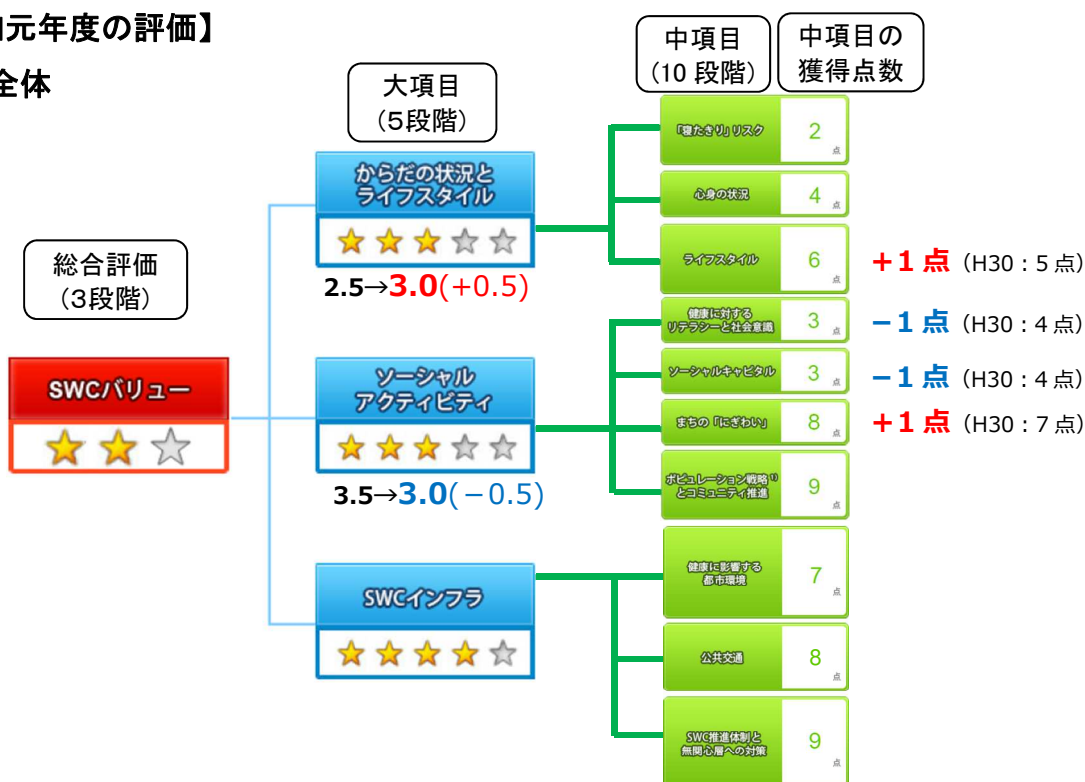 元年度の評価】
全体
総合評価
（３段階）
SWCバリュー
大項目
（５段階）
からだの状況と
ライフスタイル
2.5→3.0(+0.5)
ソーシャル
アクティビティ
3.5→3.0(－0.5)
SWCインフラ
中項目
（10 段階）
中項目の
獲得点数
「寝たきり」リスク
2
点
心身の状況
4
点
ライフスタイル
6
点
＋1 点（H30：5 点）
健康に対する
リテラシーと社会意識
3
点
－1 点（H30：4 点）
ソーシャルキャピタル
3
点
－1 点（H30：4 点）
まちの「にぎわい」
8
点
＋1 点（H30：7 点）
ポピュレーション戦略 1)
とコミュニティ推進
9
点
健康に影響する
都市環境
7
点
公共交通
8
点
SWC推進体制と
無関心層への対策
9
点